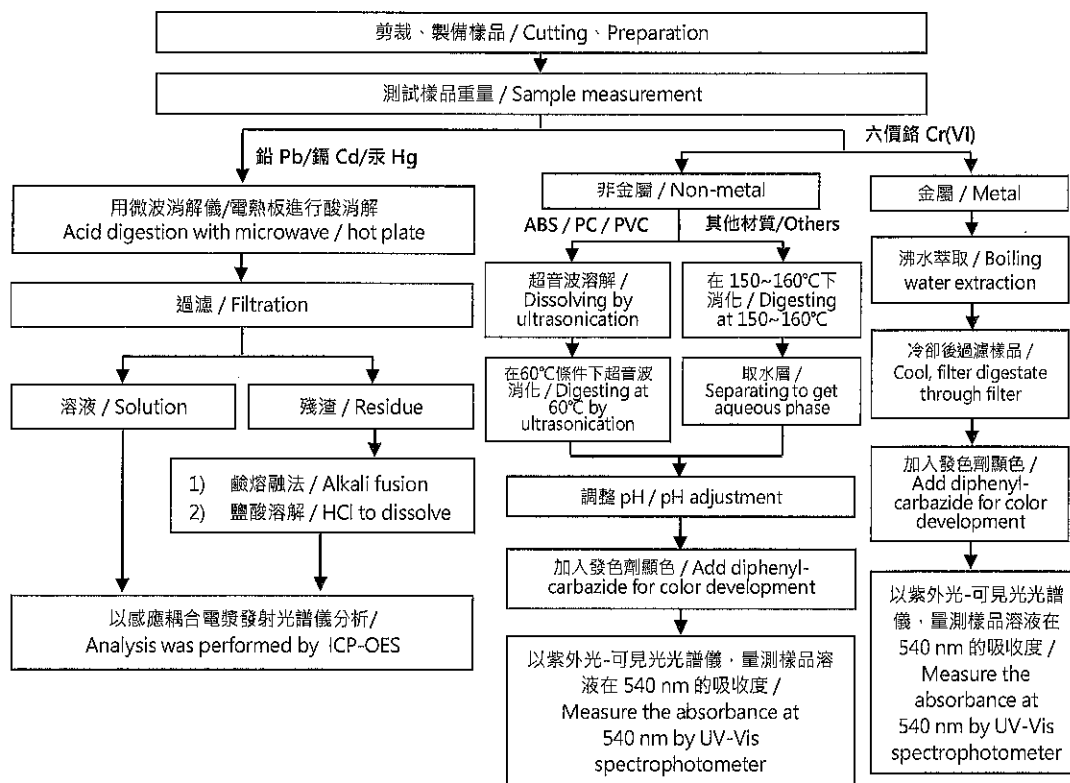 剪裁、製備樣品 / Cutting、Preparation
測試樣品重量 / Sample measurement
鉛 Pb/鎘 Cd/汞 Hg
六價鉻 Cr(VI)
用微波消解儀/電熱板進行酸消解
Acid digestion with microwave / hot plate
過濾 / Filtration
溶液 / Solution
殘渣 / Residue
1) 鹼熔融法 / Alkali fusion
2) 鹽酸溶解 / HCl to dissolve
以感應耦合電漿發射光譜儀分析/
Analysis was performed by ICP-OES
非金屬 / Non-metal
ABS / PC / PVC
其他材質/Others
超音波溶解 /
Dissolving by
ultrasonication
在60℃條件下超音波
消化 / Digesting at
60℃ by
ultrasonication
在 150~160℃下
消化 / Digesting
at 150~160℃
取水層 /
Separating to get
aqueous phase
調整 pH / pH adjustment
加入發色劑顯色 / Add diphenyl-
carbazide for color development
以紫外光-可見光光譜儀，量測樣品溶
液在 540 nm 的吸收度 /
Measure the absorbance at
540 nm by UV-Vis
spectrophotometer
金屬 / Metal
沸水萃取 / Boiling
water extraction
冷卻後過濾樣品 /
Cool, filter digestate
through filter
加入發色劑顯色 /
Add diphenyl-
carbazide for color
development
以紫外光-可見光光譜
儀，量測樣品溶液在
540 nm 的吸收度 /
Measure the
absorbance at
540 nm by UV-Vis
spectrophotometer